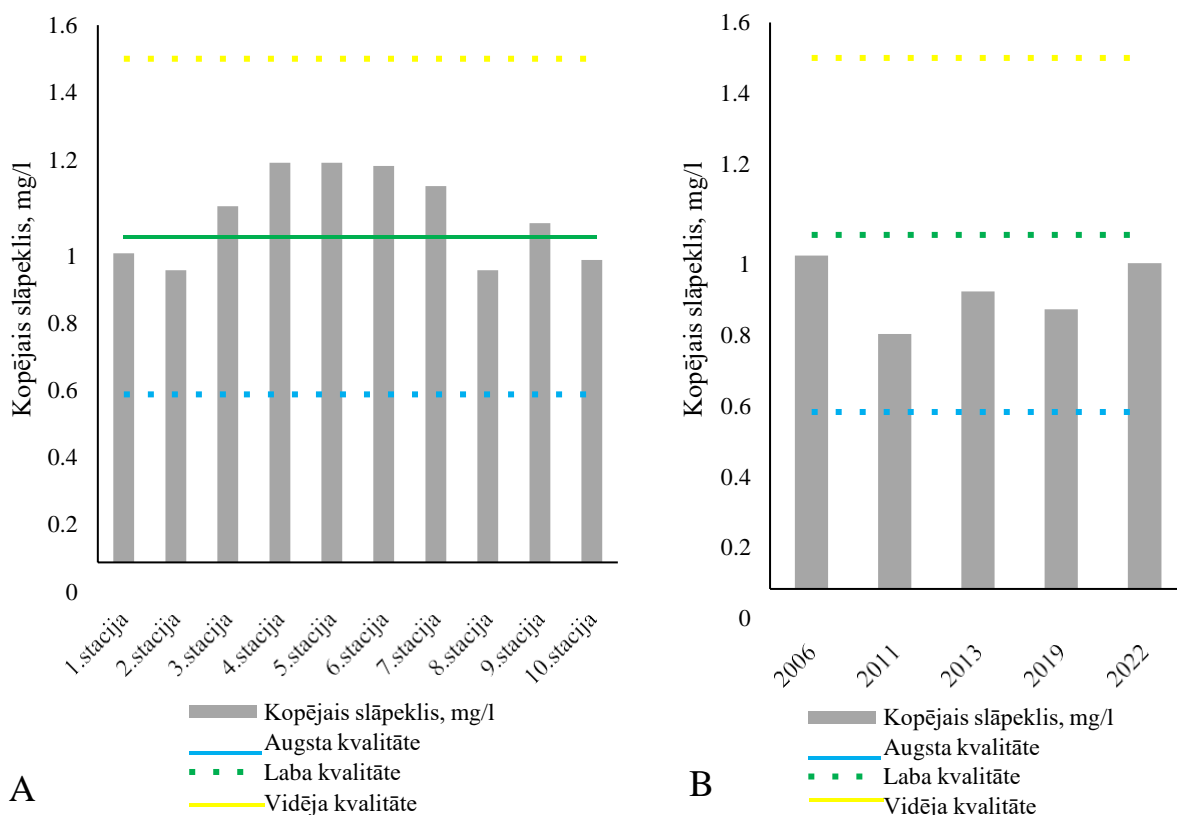 Kopējais slāpeklis, mg/l
1.6
1.4
1.2
1
0.8
0.6
0.4
0.2
0
1.stacija
2.stacija
3.stacija
4.stacija
5.stacija
6.stacija
7.stacija
8.stacija
9.stacija
10.stacija
Kopējais slāpeklis, mg/l
Augsta kvalitāte
Laba kvalitāte
Vidēja kvalitāte
A
Kopējais slāpeklis, mg/l
1.6
1.4
1.2
1
0.8
0.6
0.4
0.2
0
2006
2011
2013
2019
2022
Kopējais slāpeklis, mg/l
Augsta kvalitāte
Laba kvalitāte
Vidēja kvalitāte
B